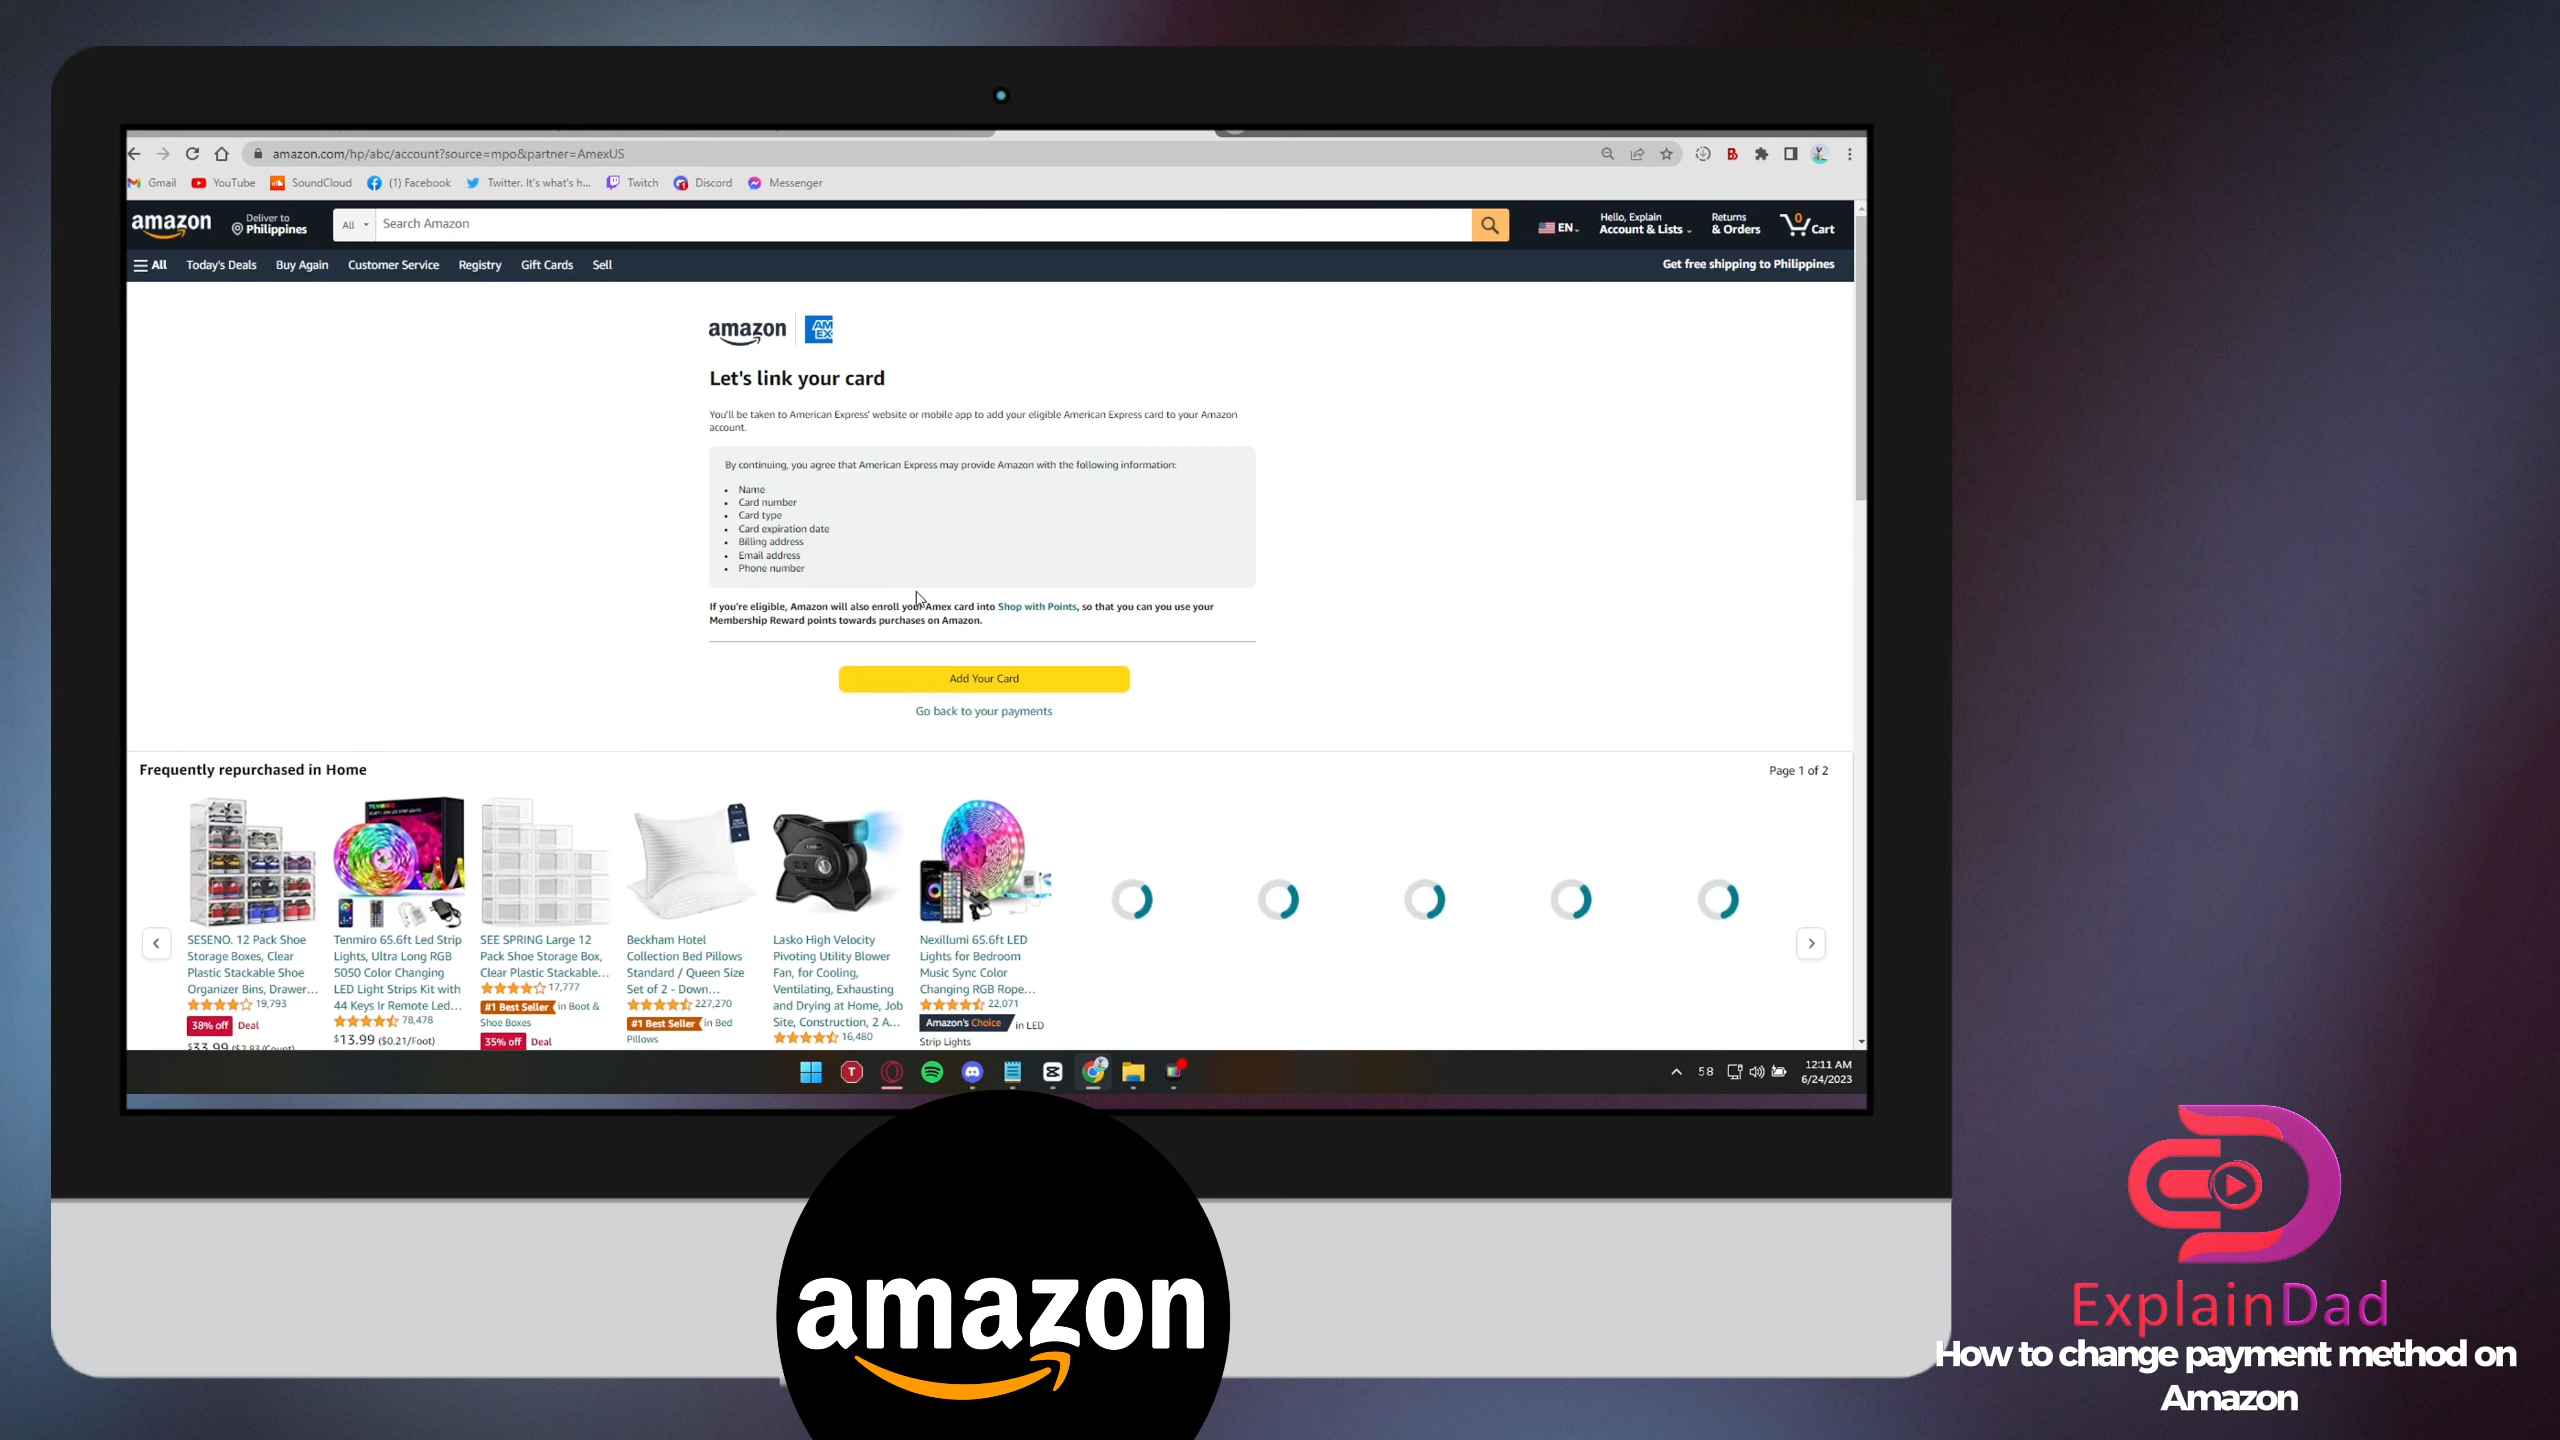 amazon.com/hp/abc/account?source=mpo&partner=AmexUS
Gmail YouTube SoundCloud (1) Facebook Twitter. It's what's h... Twitch Discord Messenger
amazon
Deliver to
Philippines
All
Search Amazon
EN
Hello, Explain
Account & Lists
Returns
& Orders
0
Cart
All Today's Deals Buy Again Customer Service Registry Gift Cards Sell
Get free shipping to Philippines
amazon
AM
EX
Let's link your card
You'll be taken to American Express' website or mobile app to add your eligible American Express card to your Amazon
account.
By continuing, you agree that American Express may provide Amazon with the following information:
• Name
• Card number
• Card type
• Card expiration date
• Billing address
• Email address
• Phone number
If you're eligible, Amazon will also enroll your Amex card into Shop with Points, so that you can you use your
Membership Reward points towards purchases on Amazon.
Add Your Card
Go back to your payments
Frequently repurchased in Home
Page 1 of 2
SESENO. 12 Pack Shoe
Storage Boxes, Clear
Plastic Stackable Shoe
Organizer Bins, Drawer...
19,793
38% off Deal
$33.99 ($2.83/Count)
TENMIRO
Tenmiro 65.6ft Led Strip
Lights, Ultra Long RGB
5050 Color Changing
LED Light Strips Kit with
44 Keys Ir Remote Led...
78,478
$13.99 ($0.21/Foot)
SEE SPRING Large 12
Pack Shoe Storage Box,
Clear Plastic Stackable...
17,777
#1 Best Seller in Boot &
Shoe Boxes
35% off Deal
Beckham Hotel
Collection Bed Pillows
Standard / Queen Size
Set of 2 - Down...
227,270
#1 Best Seller in Bed
Pillows
Lasko High Velocity
Pivoting Utility Blower
Fan, for Cooling,
Ventilating, Exhausting
and Drying at Home, Job
Site, Construction, 2 A...
16,480
Nexillumi 65.6ft LED
Lights for Bedroom
Music Sync Color
Changing RGB Rope...
22,071
Amazon's Choice in LED
Strip Lights
58
12:11 AM
6/24/2023
amazon
ExplainDad
How to change payment method on
Amazon